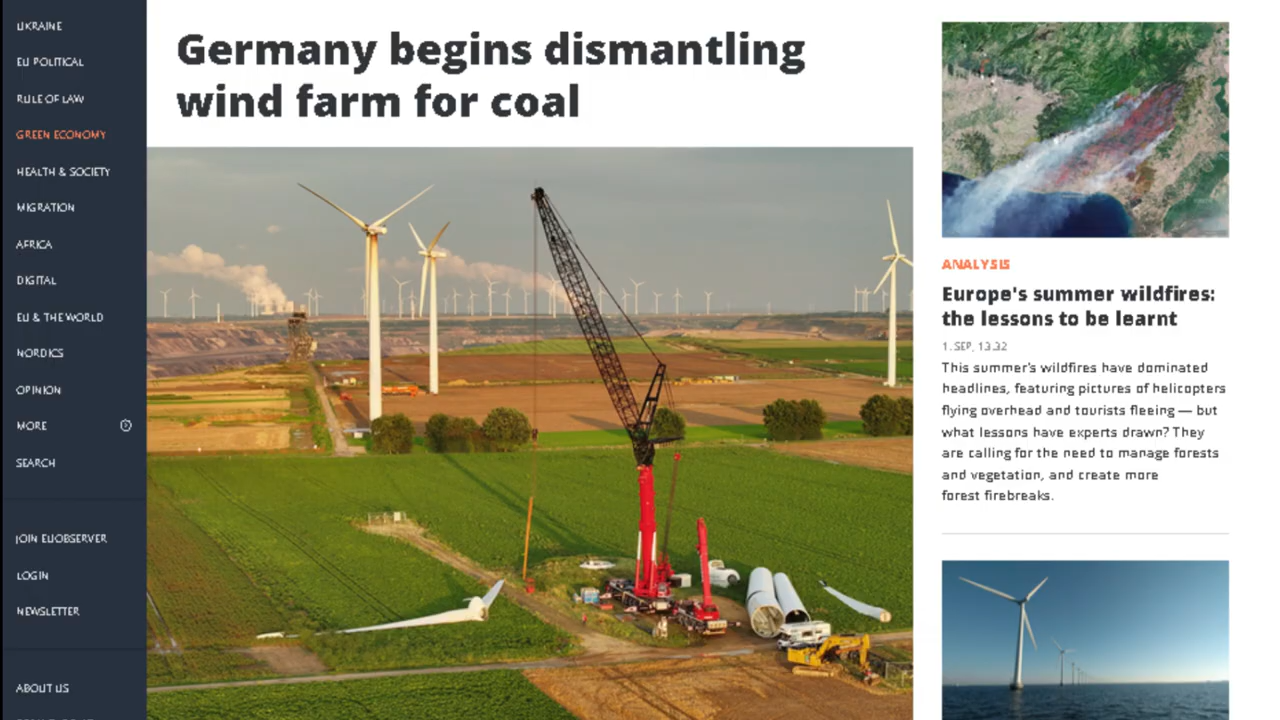 UKRAINE
EU POLITICAL
RULE OF LAW
GREEN ECONOMY
HEALTH & SOCIETY
MIGRATION
AFRICA
DIGITAL
EU & THE WORLD
NORDICS
OPINION
MORE
SEARCH
JOIN EUOBSERVER
LOGIN
NEWSLETTER
ABOUT US
Germany begins dismantling
wind farm for coal
ANALYSIS
Europe's summer wildfires:
the lessons to be learnt
1. SEP, 13:32
This summer's wildfires have dominated
headlines, featuring pictures of helicopters
flying overhead and tourists fleeing — but
what lessons have experts drawn? They
are calling for the need to manage forests
and vegetation, and create more
forest firebreaks.